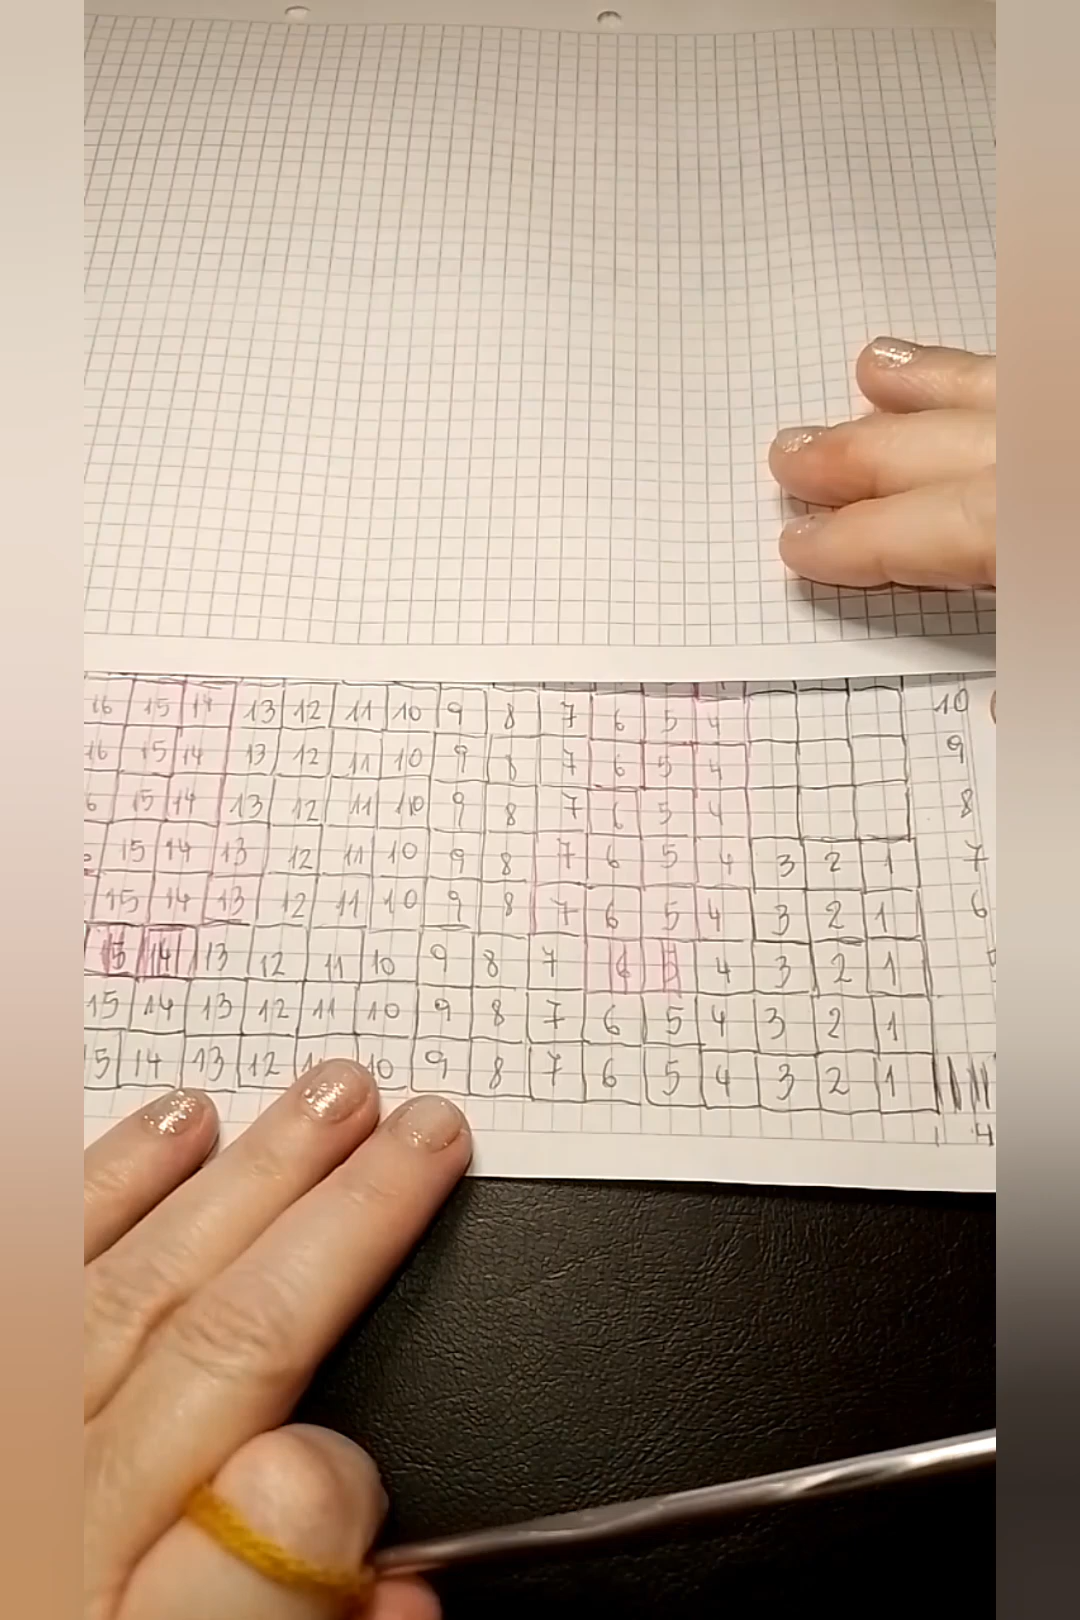 16 15 14 13 12 11 10 9 8 7 6 5 4 10
16 15 14 13 12 11 10 9 8 7 6 5 4 9
6 15 14 13 12 11 10 9 8 7 6 5 4 8
15 14 13 12 11 10 9 8 7 6 5 4 3 2 1 7
15 14 13 12 11 10 9 8 7 6 5 4 3 2 1 6
15 14 13 12 11 10 9 8 7 6 5 4 3 2 1
15 14 13 12 11 10 9 8 7 6 5 4 3 2 1
5 14 13 12 10 9 8 7 6 5 4 3 2 1
4